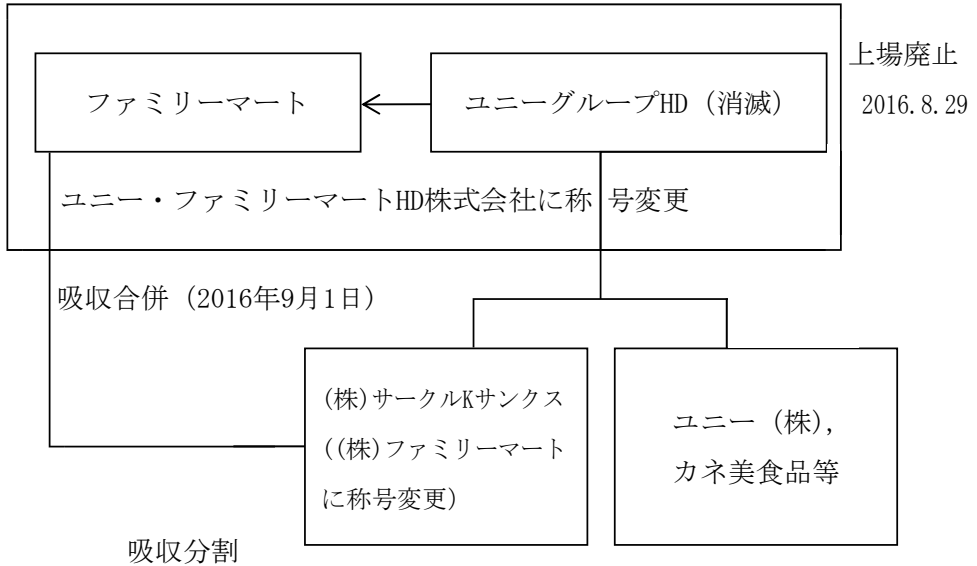 上場廃止
2016.8.29
ファミリーマート
ユニーグループHD（消滅）
ユニー・ファミリーマートHD株式会社に称 号変更
吸収合併（2016年9月1日）
(株)サークルKサンクス
((株)ファミリーマート
に称号変更)
ユニー（株），
カネ美食品等
吸収分割